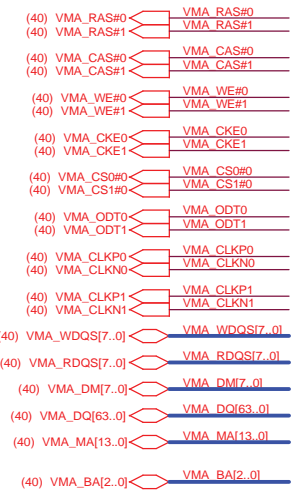 (40) VMA_RAS#0 VMA_RAS#0
(40) VMA_RAS#1 VMA_RAS#1
(40) VMA_CAS#0 VMA_CAS#0
(40) VMA_CAS#1 VMA_CAS#1
(40) VMA_WE#0 VMA_WE#0
(40) VMA_WE#1 VMA_WE#1
(40) VMA_CKE0 VMA_CKE0
(40) VMA_CKE1 VMA_CKE1
(40) VMA_CS0#0 VMA_CS0#0
(40) VMA_CS1#0 VMA_CS1#0
(40) VMA_ODT0 VMA_ODT0
(40) VMA_ODT1 VMA_ODT1
(40) VMA_CLKP0 VMA_CLKP0
(40) VMA_CLKN0 VMA_CLKN0
(40) VMA_CLKP1 VMA_CLKP1
(40) VMA_CLKN1 VMA_CLKN1
(40) VMA_WDQS[7..0] VMA_WDQS[7..0]
(40) VMA_RDQS[7..0] VMA_RDQS[7..0]
(40) VMA_DM[7..0] VMA_DM[7..0]
(40) VMA_DQ[63..0] VMA_DQ[63..0]
(40) VMA_MA[13..0] VMA_MA[13..0]
(40) VMA_BA[2..0] VMA_BA[2..0]